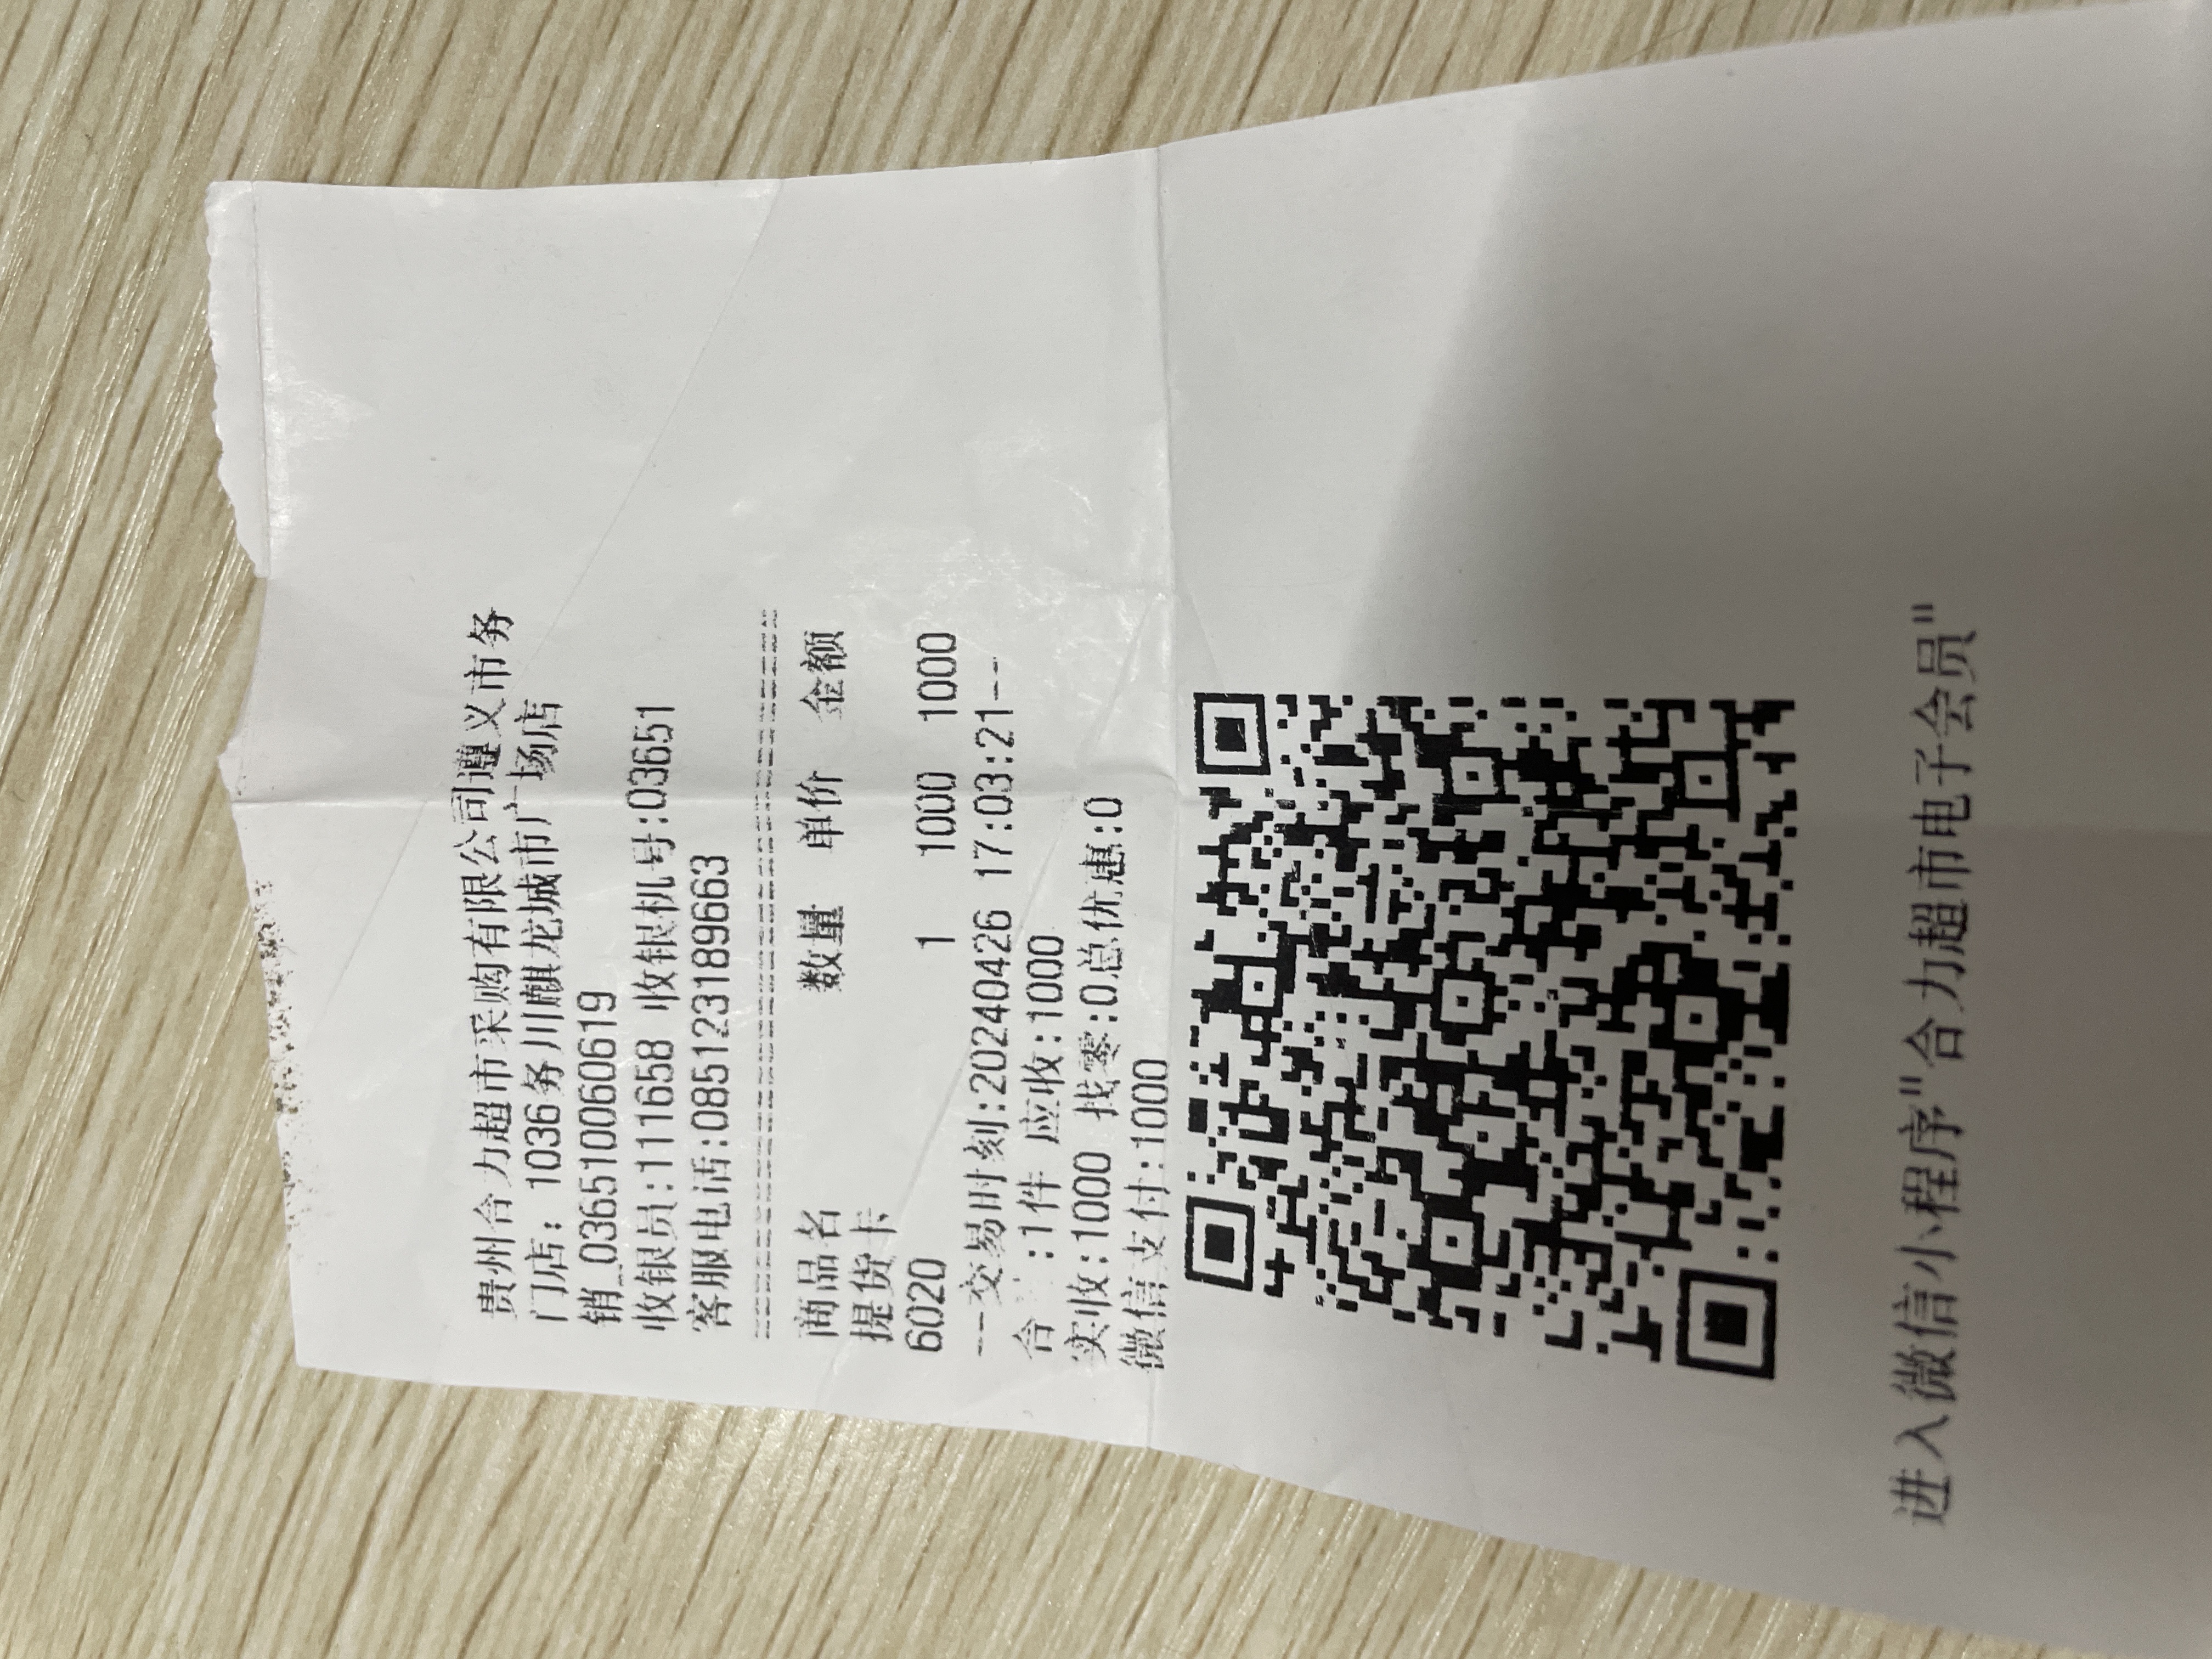 贵州合力超市采购有限公司遵义市务
门店: 1036务川麒龙城市广场店
销_036510060619
收银员:111658 收银机号:03651
客服电话:085123189663
商品名 数量 单价 金额
提货卡
6020 1 1000 1000
--交易时刻:20240426 17:03:21--
合 :1件 应收:1000
实收:1000 找零:0总优惠:0
微信支付:1000
进入微信小程序"合力超市电子会员"